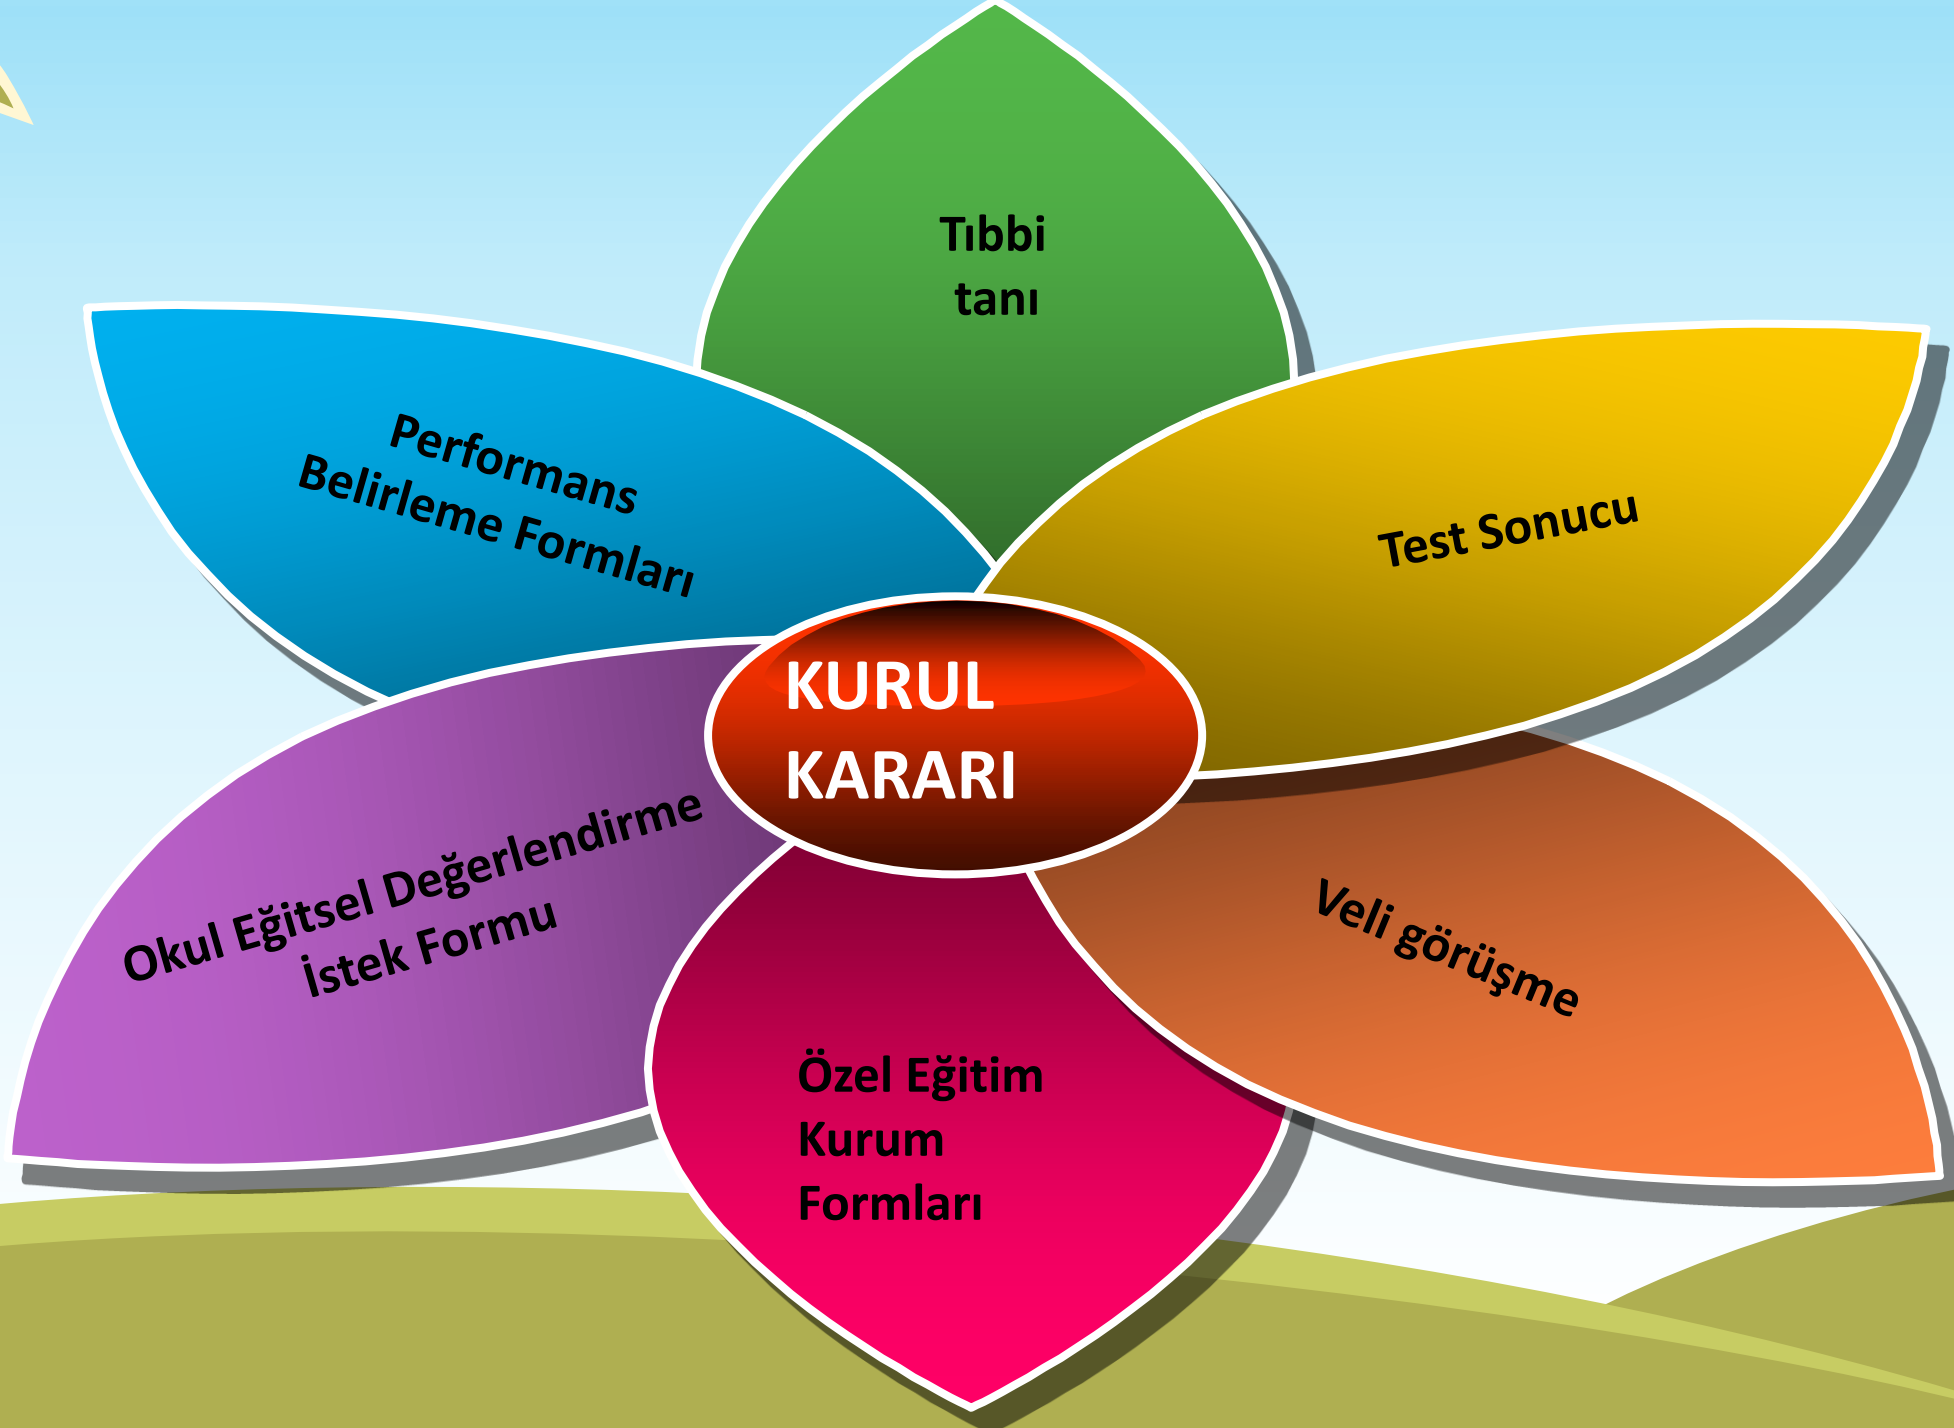 Tıbbi
tanı
Performans
Belirleme Formları
Test Sonucu
KURUL
KARARI
Okul Eğitsel Değerlendirme
İstek Formu
Veli görüşme
Özel Eğitim
Kurum
Formları